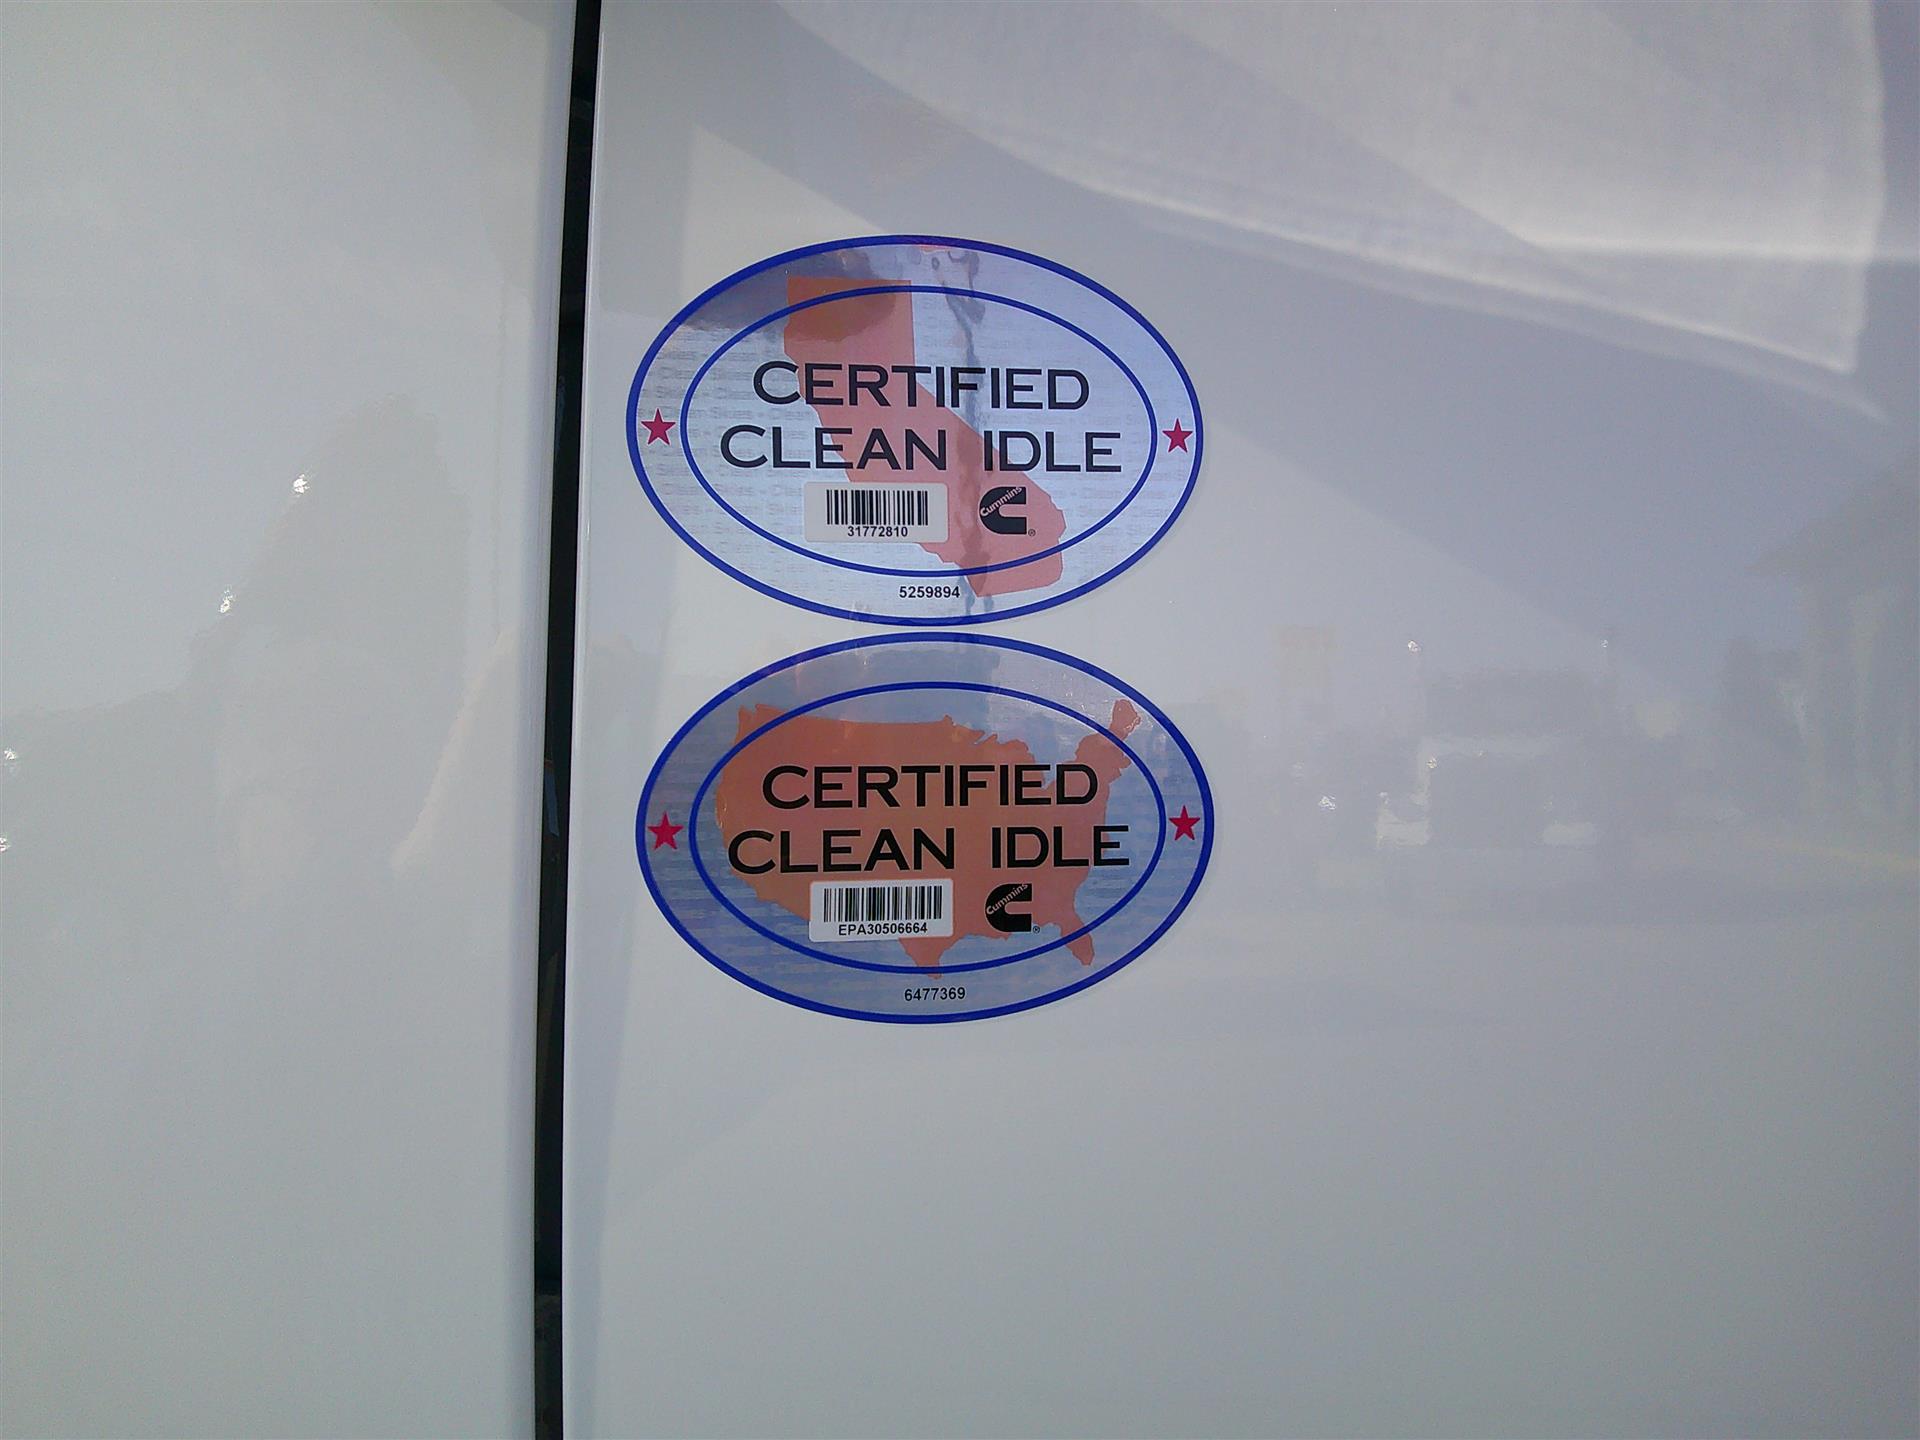 CERTIFIED
CLEAN IDLE
31772810
Cummins
®
5259894
CERTIFIED
CLEAN IDLE
EPA30506664
Cummins
®
6477369